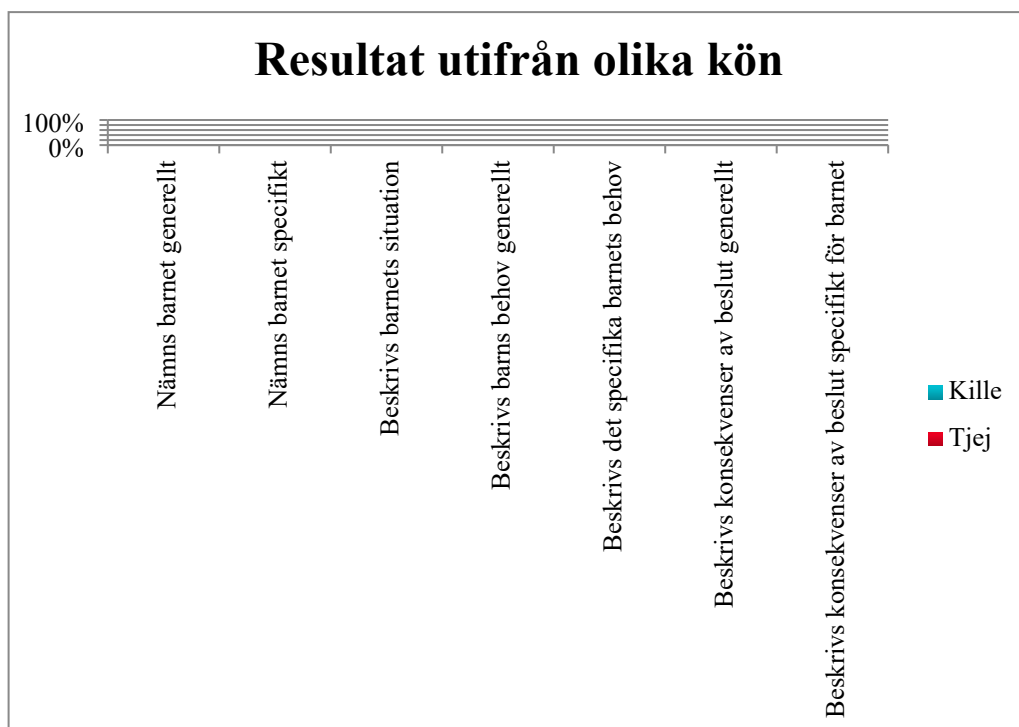 Resultat utifrån olika kön
100%
0%
Nämns barnet generellt
Nämns barnet specifikt
Beskrivs barnets situation
Beskrivs barns behov generellt
Beskrivs det specifika barnets behov
Beskrivs konsekvenser av beslut generellt
Beskrivs konsekvenser av beslut specifikt för barnet
Kille
Tjej